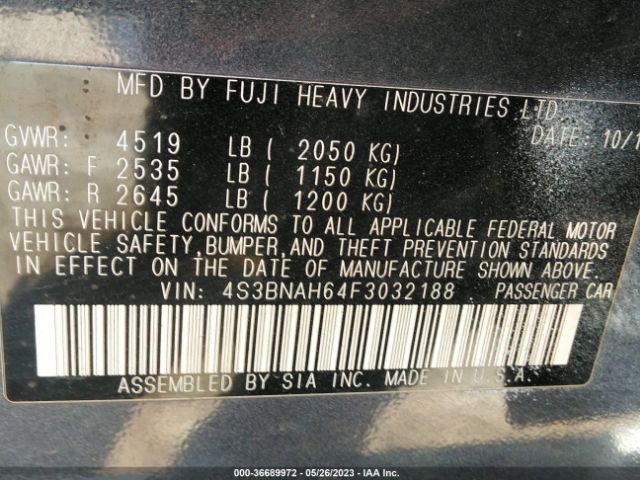 MFD BY FUJI HEAVY INDUSTRIES LTD.
GVWR: 4519 LB ( 2050 KG) DATE: 10/1
GAWR: F 2535 LB ( 1150 KG)
GAWR: R 2645 LB ( 1200 KG)
THIS VEHICLE CONFORMS TO ALL APPLICABLE FEDERAL MOTOR
VEHICLE SAFETY, BUMPER, AND THEFT PREVENTION STANDARDS
IN EFFECT ON THE DATE OF MANUFACTURE SHOWN ABOVE.
VIN: 4S3BNAH64F3032188 PASSENGER CAR
ASSEMBLED BY SIA INC. MADE IN U.S.A.
000-36689972 - 05/26/2023 - IAA Inc.